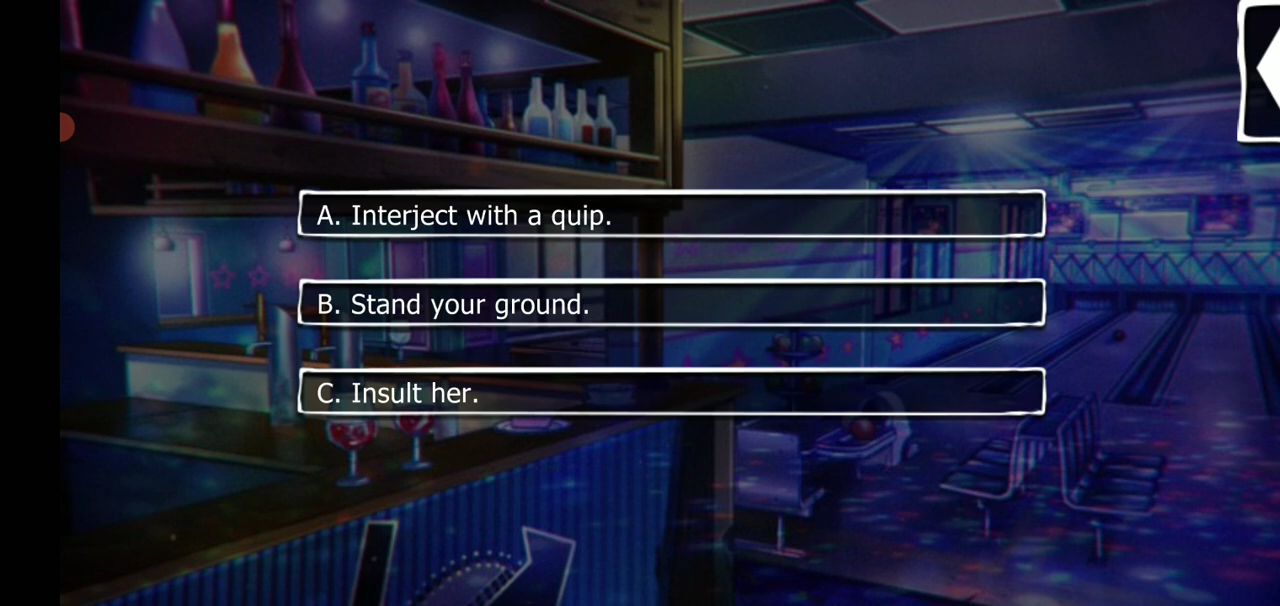 A. Interject with a quip.
B. Stand your ground.
C. Insult her.